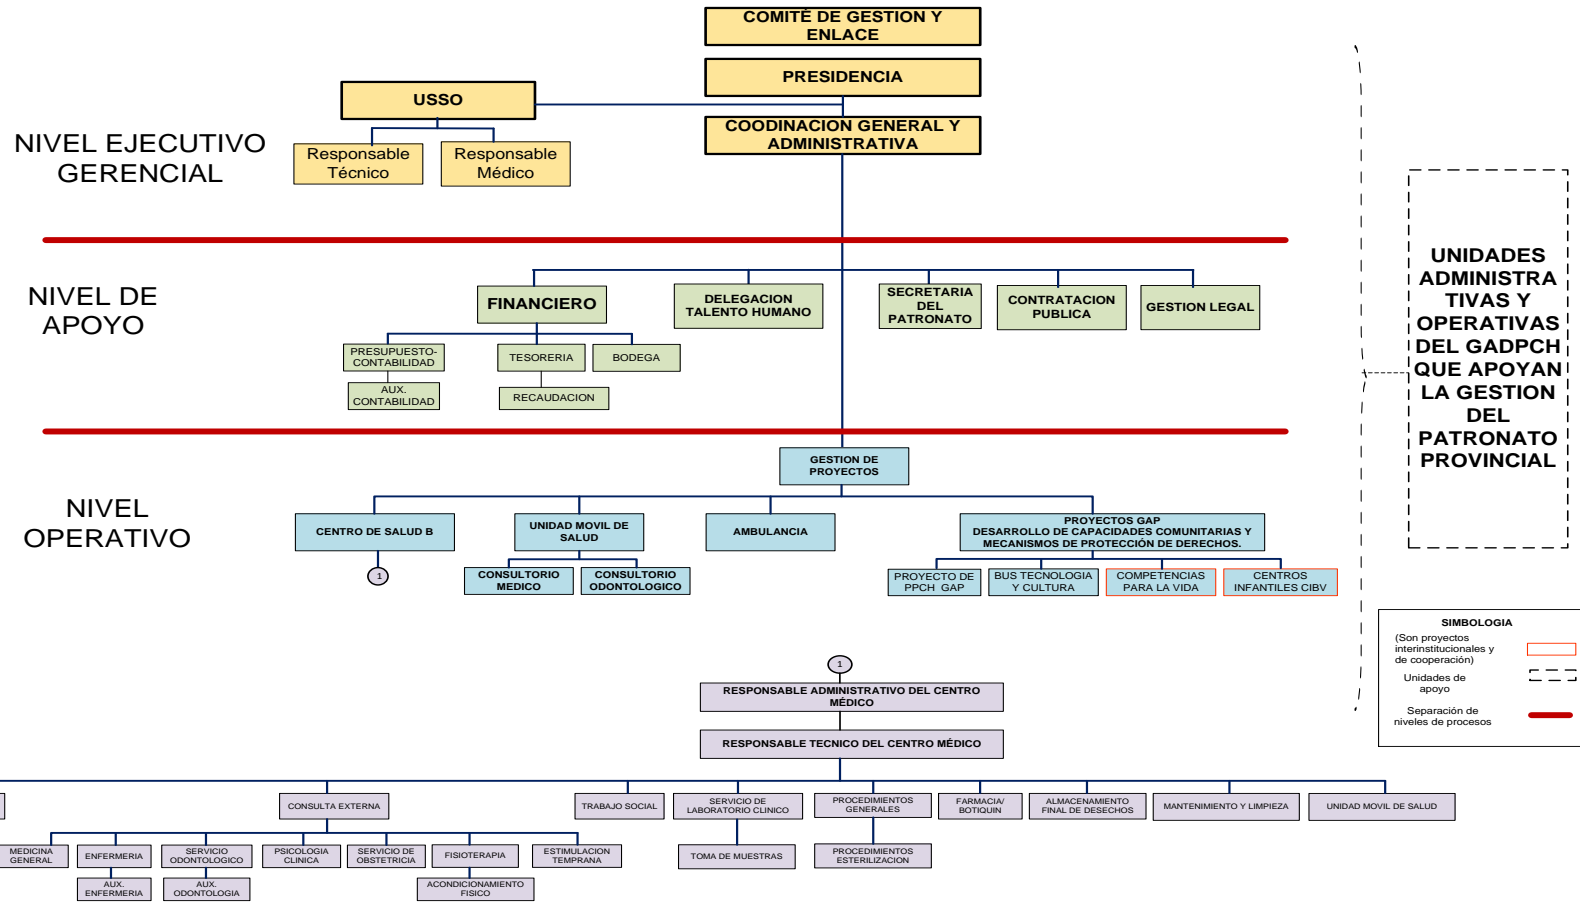 COMITÉ DE GESTION Y
ENLACE
PRESIDENCIA
USSO
COODINACION GENERAL Y
ADMINISTRATIVA
Responsable
Técnico
Responsable
Médico
NIVEL EJECUTIVO
GERENCIAL
UNIDADES
ADMINISTRA
TIVAS Y
OPERATIVAS
DEL GADPCH
QUE APOYAN
LA GESTION
DEL
PATRONATO
PROVINCIAL
NIVEL DE
APOYO
FINANCIERO
DELEGACION
TALENTO HUMANO
SECRETARIA
DEL
PATRONATO
CONTRATACION
PUBLICA
GESTION LEGAL
PRESUPUESTO-
CONTABILIDAD
TESORERIA
BODEGA
AUX.
CONTABILIDAD
RECAUDACION
NIVEL
OPERATIVO
GESTION DE
PROYECTOS
CENTRO DE SALUD B
UNIDAD MOVIL DE
SALUD
AMBULANCIA
PROYECTOS GAP
DESARROLLO DE CAPACIDADES COMUNITARIAS Y
MECANISMOS DE PROTECCIÓN DE DERECHOS.
1
CONSULTORIO
MEDICO
CONSULTORIO
ODONTOLOGICO
PROYECTO DE
PPCH GAP
BUS TECNOLOGIA
Y CULTURA
COMPETENCIAS
PARA LA VIDA
CENTROS
INFANTILES CIBV
SIMBOLOGIA
(Son proyectos
interinstitucionales y
de cooperación)
Unidades de
apoyo
Separación de
niveles de procesos
1
RESPONSABLE ADMINISTRATIVO DEL CENTRO
MÉDICO
RESPONSABLE TECNICO DEL CENTRO MÉDICO
CONSULTA EXTERNA
TRABAJO SOCIAL
SERVICIO DE
LABORATORIO CLINICO
PROCEDIMIENTOS
GENERALES
FARMACIA/
BOTIQUIN
ALMACENAMIENTO
FINAL DE DESECHOS
MANTENIMIENTO Y LIMPIEZA
UNIDAD MOVIL DE SALUD
MEDICINA
GENERAL
ENFERMERIA
SERVICIO
ODONTOLOGICO
PSICOLOGIA
CLINICA
SERVICIO DE
OBSTETRICIA
FISIOTERAPIA
ESTIMULACION
TEMPRANA
TOMA DE MUESTRAS
PROCEDIMIENTOS
ESTERILIZACION
AUX.
ENFERMERIA
AUX.
ODONTOLOGIA
ACONDICIONAMIENTO
FISICO